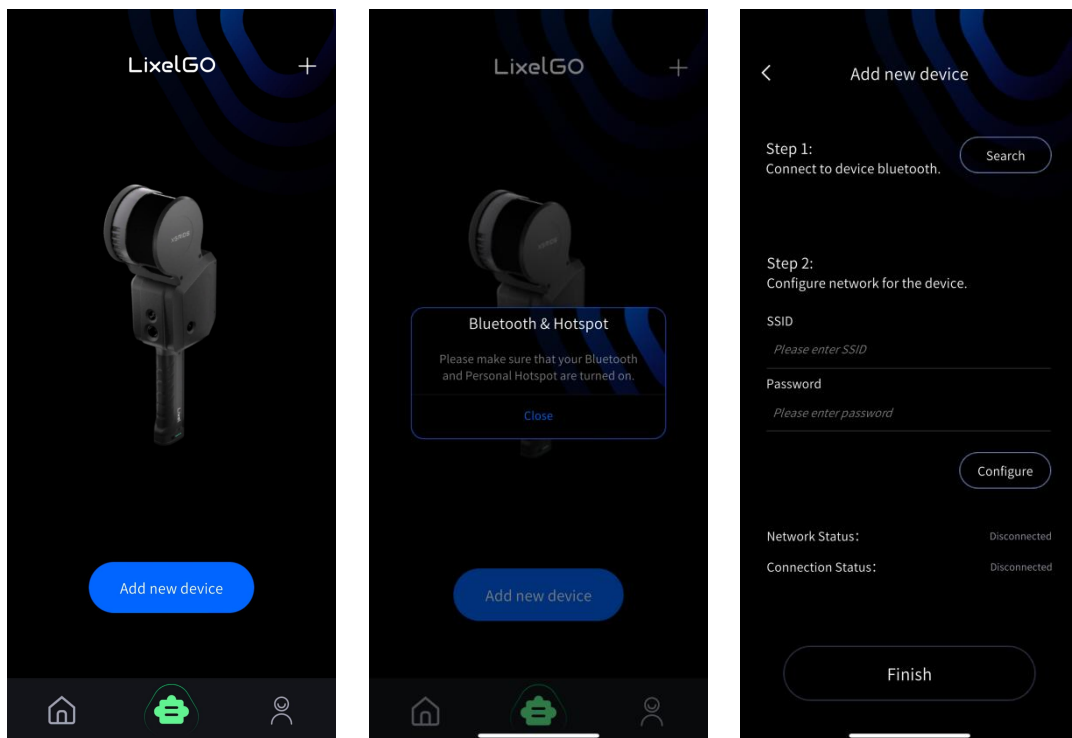 LixelGO
+
Add new device
LixelGO
+
Bluetooth & Hotspot
Please make sure that your Bluetooth
and Personal Hotspot are turned on.
Close
Add new device
Add new device
Step 1:
Connect to device bluetooth.
Search
Step 2:
Configure network for the device.
SSID
Please enter SSID
Password
Please enter password
Configure
Network Status:
Disconnected
Connection Status:
Disconnected
Finish